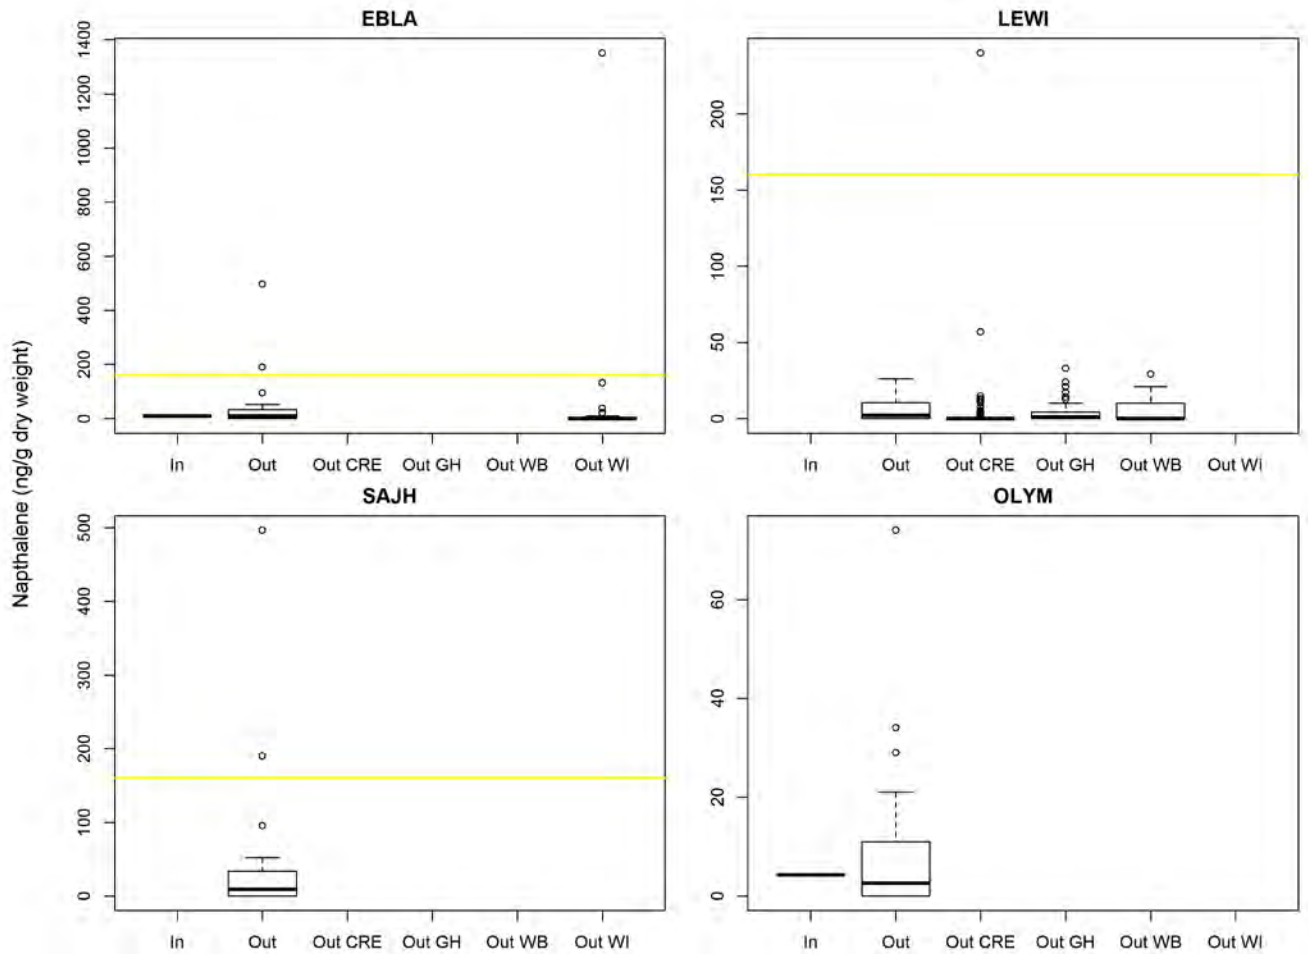 EBLA
LEWI
1400
1200
1000
800
600
400
200
0
200
150
100
50
0
In Out Out CRE Out GH Out WB Out WI
In Out Out CRE Out GH Out WB Out WI
Napthalene (ng/g dry weight)
SAJH
OLYM
500
400
300
200
100
0
60
40
20
0
In Out Out CRE Out GH Out WB Out WI
In Out Out CRE Out GH Out WB Out WI